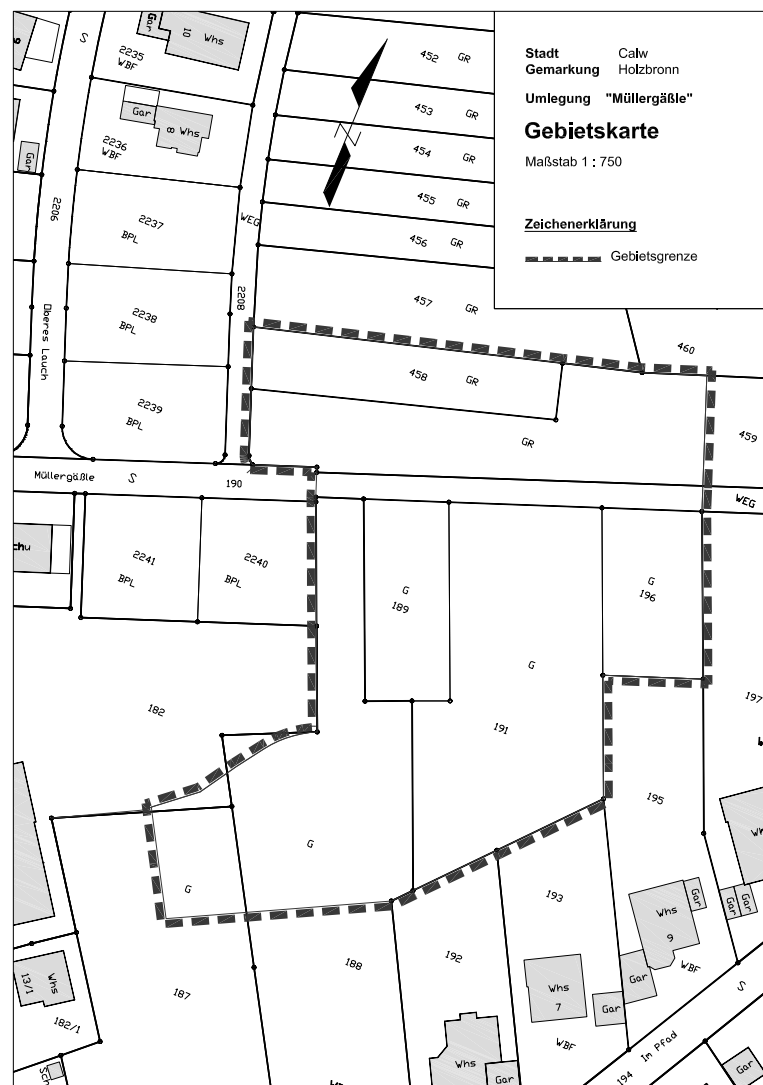 Stadt Calw
Gemarkung Holzbronn
Umlegung "Müllergäßle"
Gebietskarte
Maßstab 1 : 750
Zeichenerklärung
Gebietsgrenze
S
2235
WBF
Gar
10 Whs
452 GR
453 GR
Gar
8 Whs
2236
WBF
454 GR
Gar
455 GR
2206
2237
BPL
WEG
456 GR
2208
457 GR
Oberes Lauch
2238
BPL
460
458 GR
2239
BPL
459
GR
Müllergäßle S 190
WEG
2241
BPL
2240
BPL
G
189
G
196
G
182
191
197
195
G
G
193
Gar
Gar
Gar
Whs
9
192
188
WBF
Gar
187
Whs
7
Gar
S
13/1 Whs
182/1
WBF
Im Pfad
194
Whs
Gar
Gar